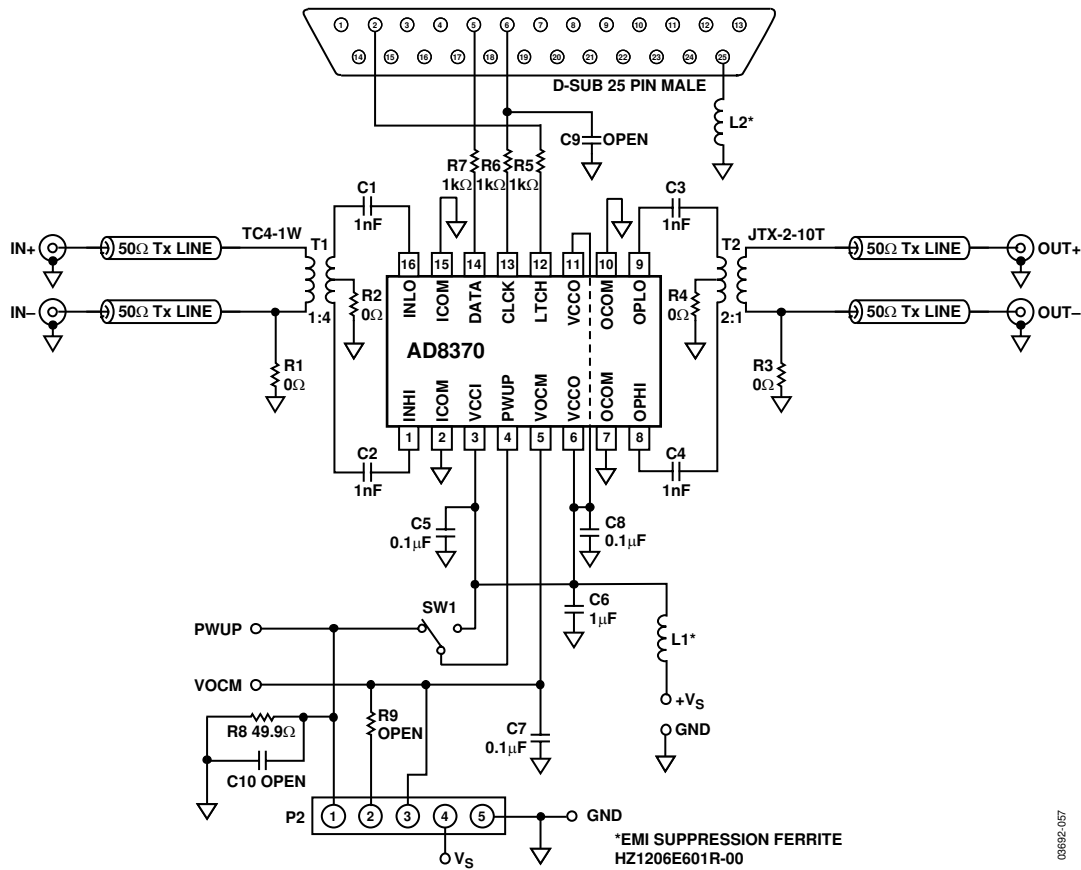 1 2 3 4 5 6 7 8 9 10 11 12 13
14 15 16 17 18 19 20 21 22 23 24 25
D-SUB 25 PIN MALE
L2*
C9 OPEN
R7 R6 R5
1kΩ 1kΩ 1kΩ
C1
1nF
C3
1nF
IN+
50Ω Tx LINE
TC4-1W
T1
T2
JTX-2-10T
50Ω Tx LINE
OUT+
16 15 14 13 12 11 10 9
INLO ICOM DATA CLCK LTCH VCCO OCOM OPLO
IN–
50Ω Tx LINE
1:4
R2
0Ω
R4
0Ω
2:1
50Ω Tx LINE
OUT–
AD8370
R1
0Ω
R3
0Ω
INHI ICOM VCCI PWUP VOCM VCCO OCOM OPHI
1 2 3 4 5 6 7 8
C2
1nF
C4
1nF
C5
0.1µF
C8
0.1µF
SW1
C6
1µF
PWUP
L1*
VOCM
+VS
R9
OPEN
R8 49.9Ω
C7
0.1µF
GND
C10 OPEN
P2
1 2 3 4 5
GND
VS
*EMI SUPPRESSION FERRITE
HZ1206E601R-00
03692-057